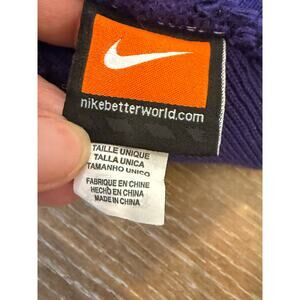 nikebetterworld.com
TAILLE UNIQUE
TALLA UNICA
TAMANHO UNICO
FABRIQUE EN CHINE
HECHO EN CHINA
MADE IN CHINA